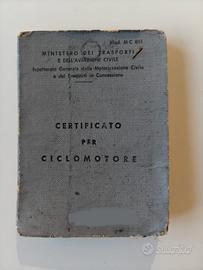 Mod. MC 811
MINISTERO DEI TRASPORTI
E DELL'AVIAZIONE CIVILE
Ispettorato Generale della Motorizzazione Civile
e dei Trasporti in Concessione
CERTIFICATO
PER
CICLOMOTORE
subito